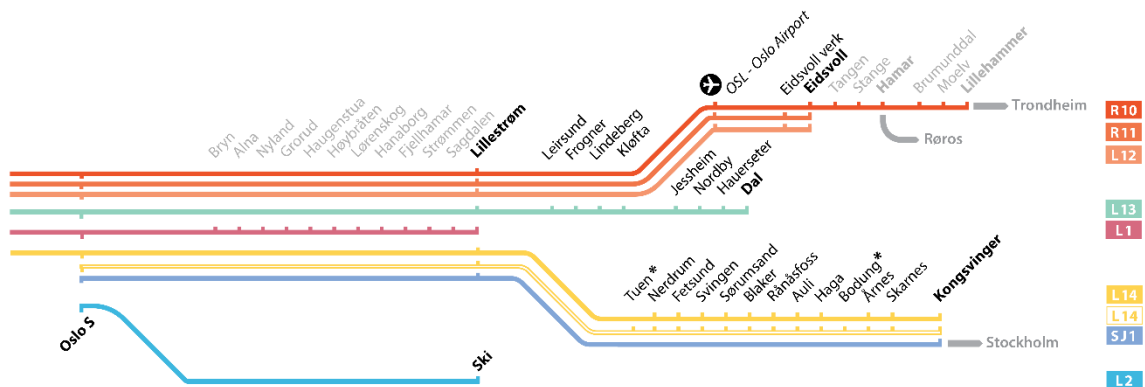 Bryn
Alna
Nyland
Grorud
Haugenstua
Høybråten
Lørenskog
Hanaborg
Fjellhamar
Strømmen
Sagdalen
Lillestrøm
Leirsund
Frogner
Lindeberg
Kløfta
OSL - Oslo Airport
Eidsvoll verk
Eidsvoll
Tangen
Stange
Hamar
Brumunddal
Moelv
Lillehammer
Trondheim
Røros
R10
R11
L12
Jessheim
Nordby
Hauerseter
Dal
L13
L1
Tuen*
Nerdrum
Fetsund
Svingen
Sørumsand
Blaker
Rånåsfoss
Auli
Haga
Bodung*
Årnes
Skarnes
Kongsvinger
Stockholm
L14
L14
SJ1
Oslo S
Ski
L2